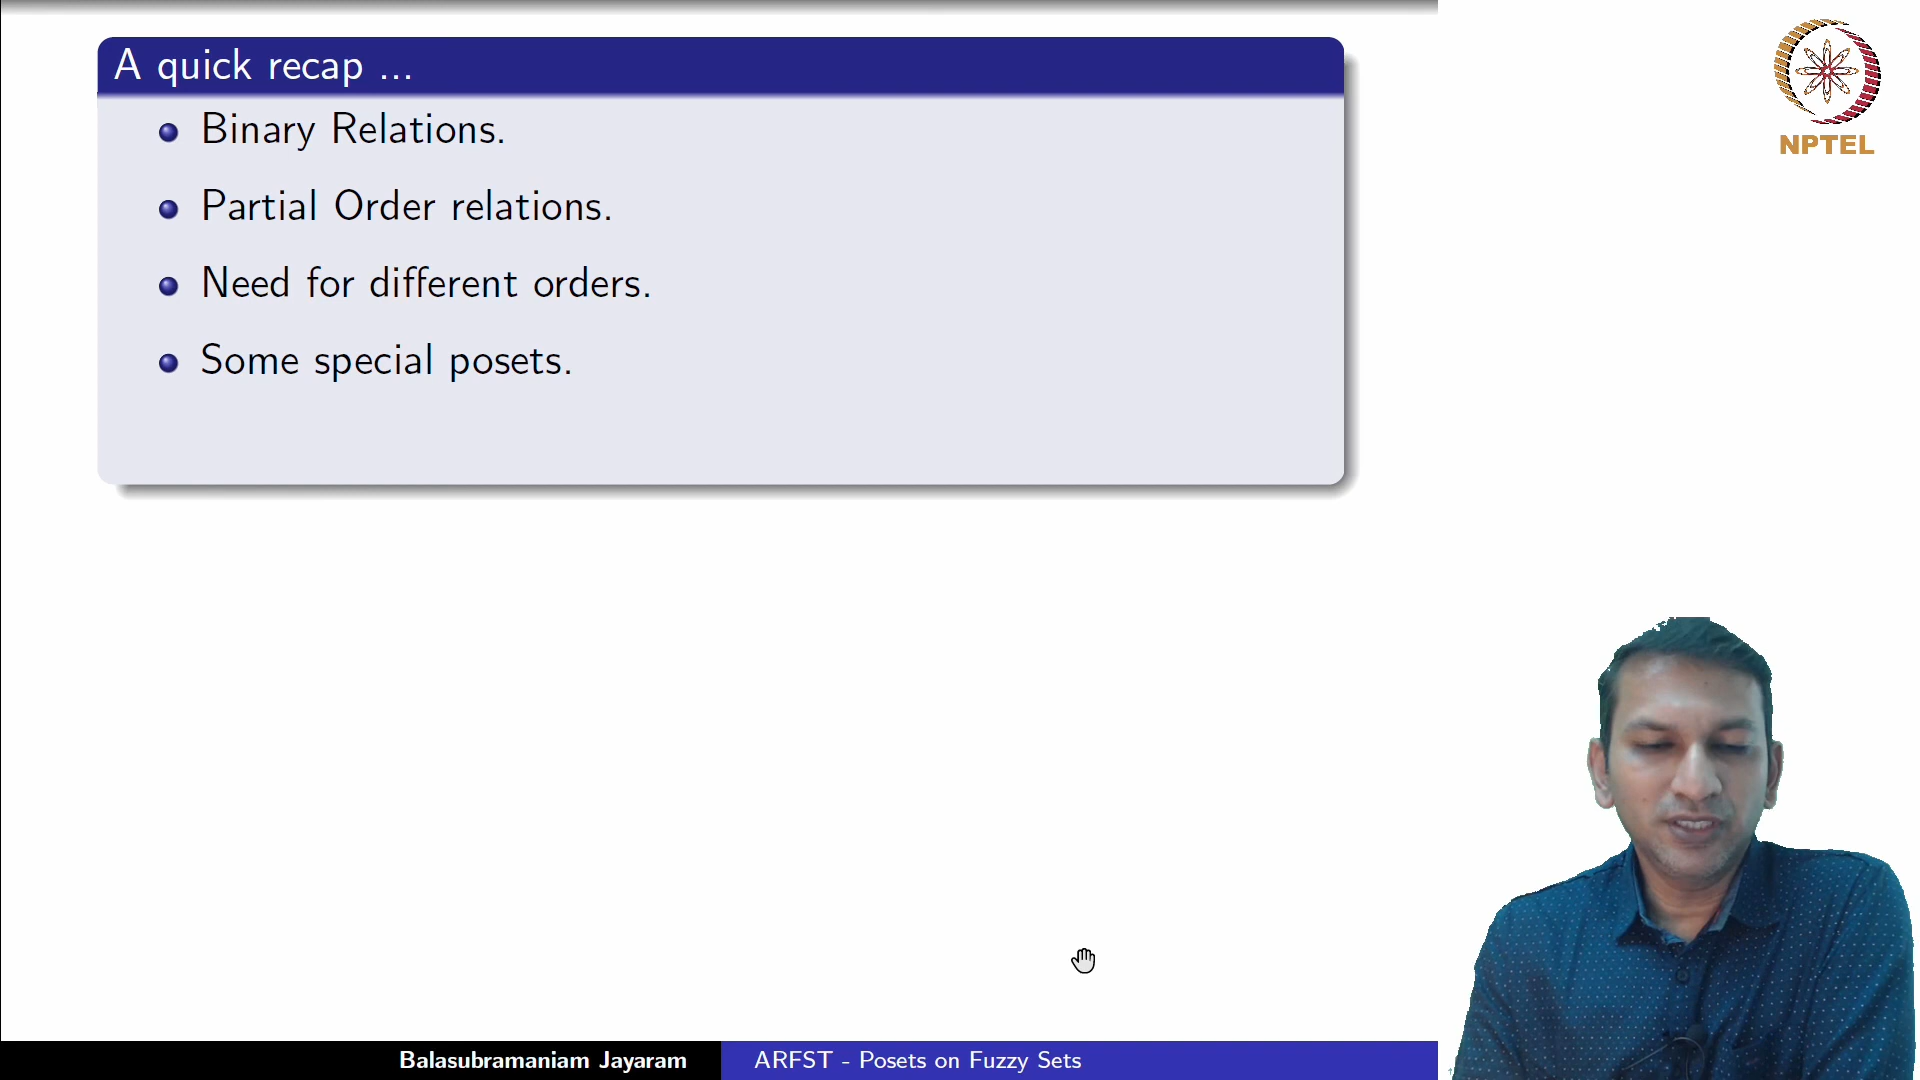 A quick recap ...
Binary Relations.
Partial Order relations.
Need for different orders.
Some special posets.
NPTEL
Balasubramaniam Jayaram
ARFST - Posets on Fuzzy Sets